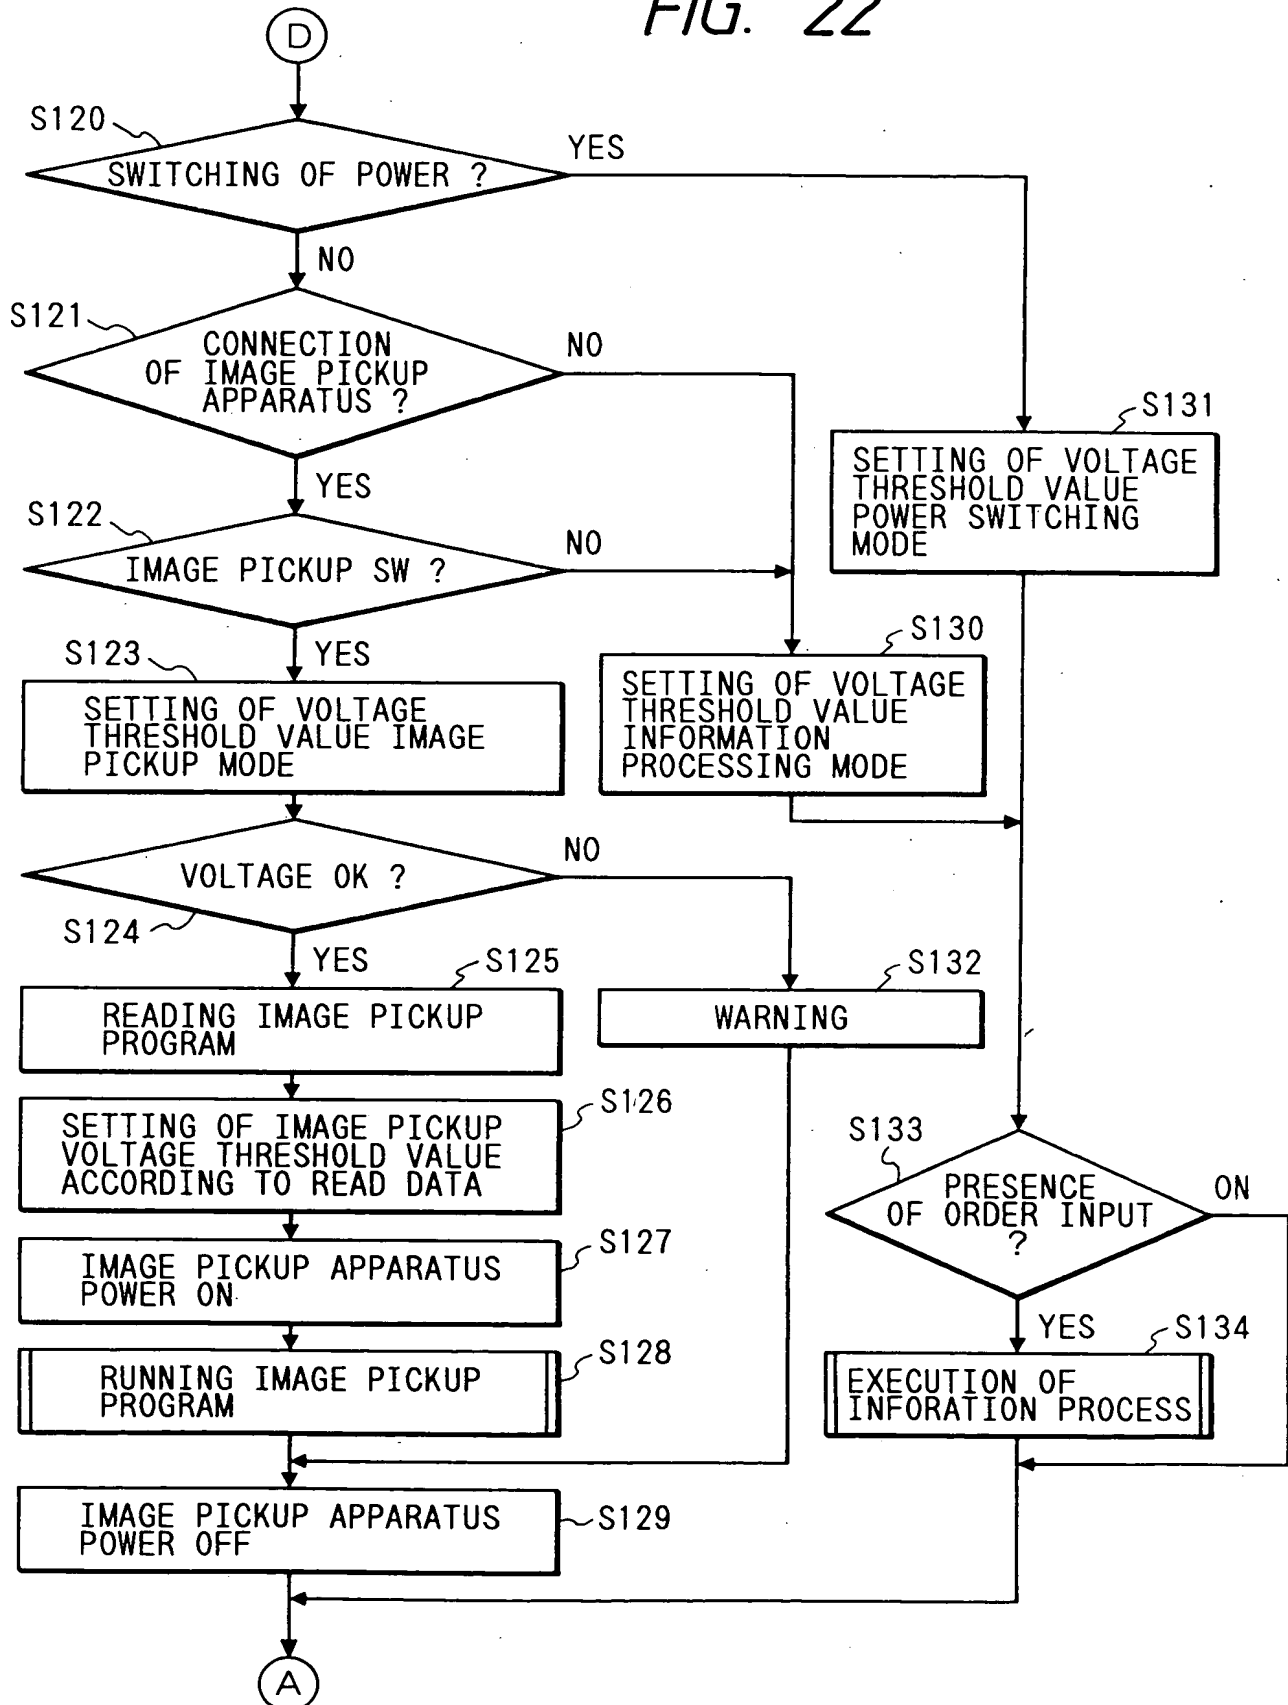 FIG. 22
D
S120
SWITCHING OF POWER ?
YES
NO
S121
CONNECTION
OF IMAGE PICKUP
APPARATUS ?
NO
YES
S131
SETTING OF VOLTAGE
THRESHOLD VALUE
POWER SWITCHING
MODE
S122
IMAGE PICKUP SW ?
NO
YES
S123
SETTING OF VOLTAGE
THRESHOLD VALUE IMAGE
PICKUP MODE
S130
SETTING OF VOLTAGE
THRESHOLD VALUE
INFORMATION
PROCESSING MODE
VOLTAGE OK ?
NO
S124
YES
S125
READING IMAGE PICKUP
PROGRAM
S132
WARNING
S126
SETTING OF IMAGE PICKUP
VOLTAGE THRESHOLD VALUE
ACCORDING TO READ DATA
S133
PRESENCE
OF ORDER INPUT
?
ON
YES
S127
IMAGE PICKUP APPARATUS
POWER ON
S128
RUNNING IMAGE PICKUP
PROGRAM
S134
EXECUTION OF
INFORATION PROCESS
IMAGE PICKUP APPARATUS
POWER OFF
S129
A